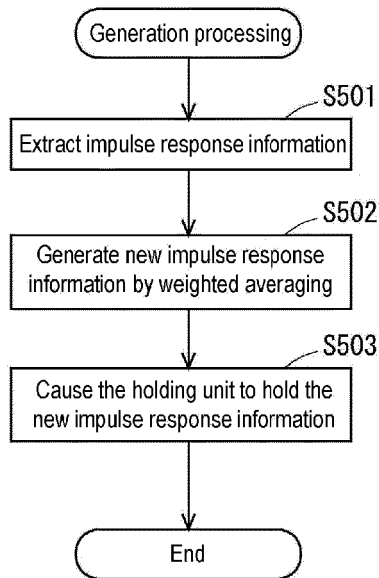 Generation processing
S501
Extract impulse response information
S502
Generate new impulse response
information by weighted averaging
S503
Cause the holding unit to hold the
new impulse response information
End